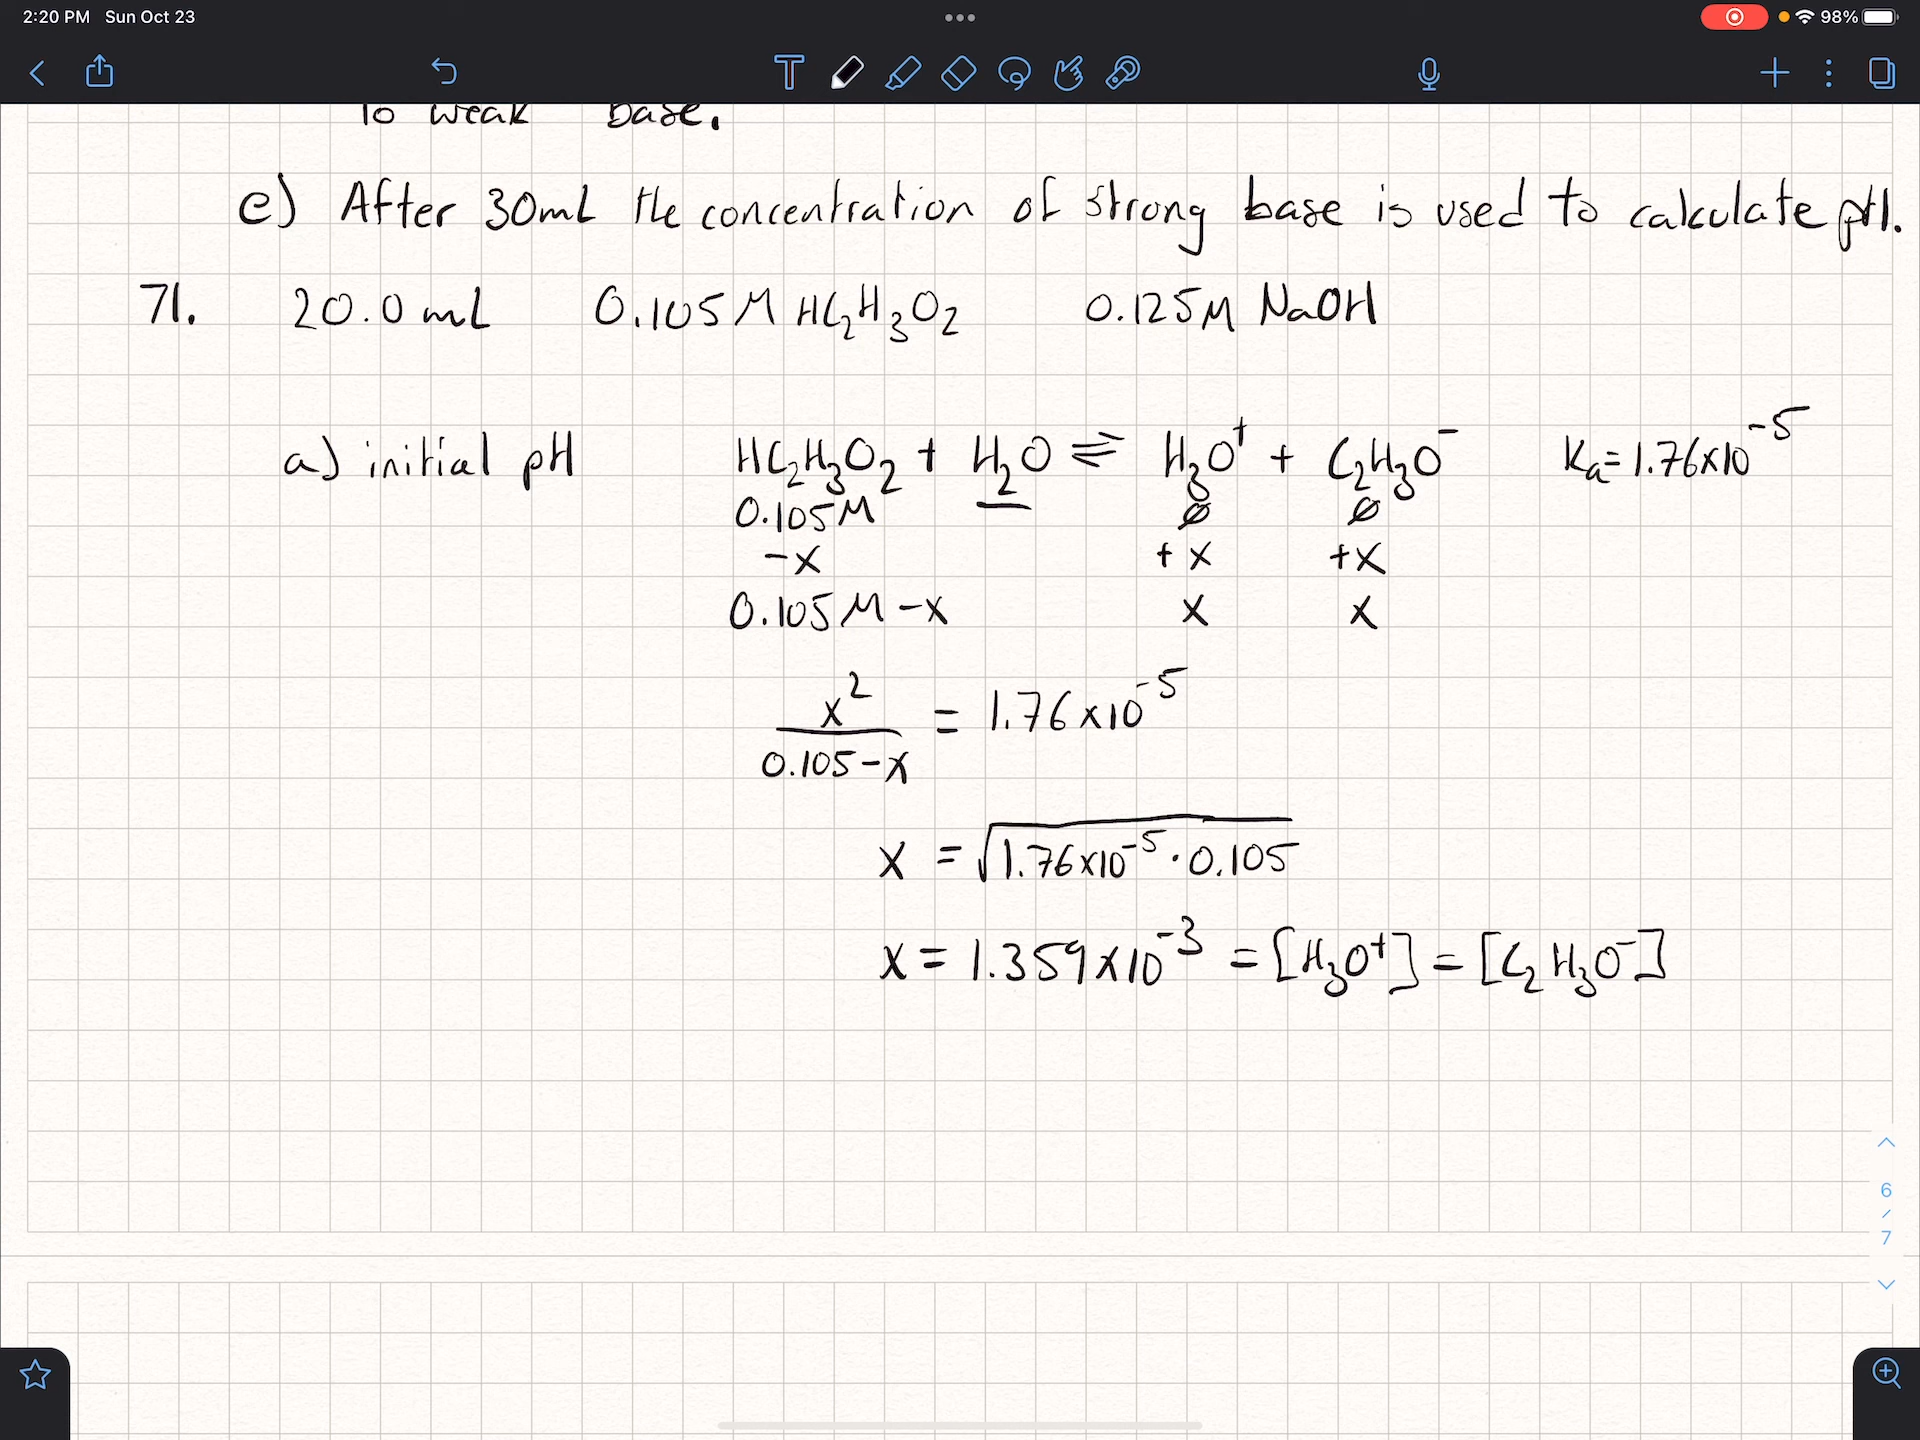 2:20 PM Sun Oct 23
98%
to weak base.
e) After 30mL the concentration of strong base is used to calculate pH.
71. 20.0 mL 0.105 M HC₂H₃O₂ 0.125 M NaOH
a) initial pH HC₂H₃O₂ + H₂O ⇌ H₃O⁺ + C₂H₃O⁻ Ka = 1.76x10⁻⁵
0.105 M ∅ ∅
-x +x +x
0.105 M -x x x
x²/(0.105-x) = 1.76x10⁻⁵
x = √(1.76x10⁻⁵·0.105)
x = 1.359x10⁻³ = [H₃O⁺] = [C₂H₃O⁻]
6
/
7